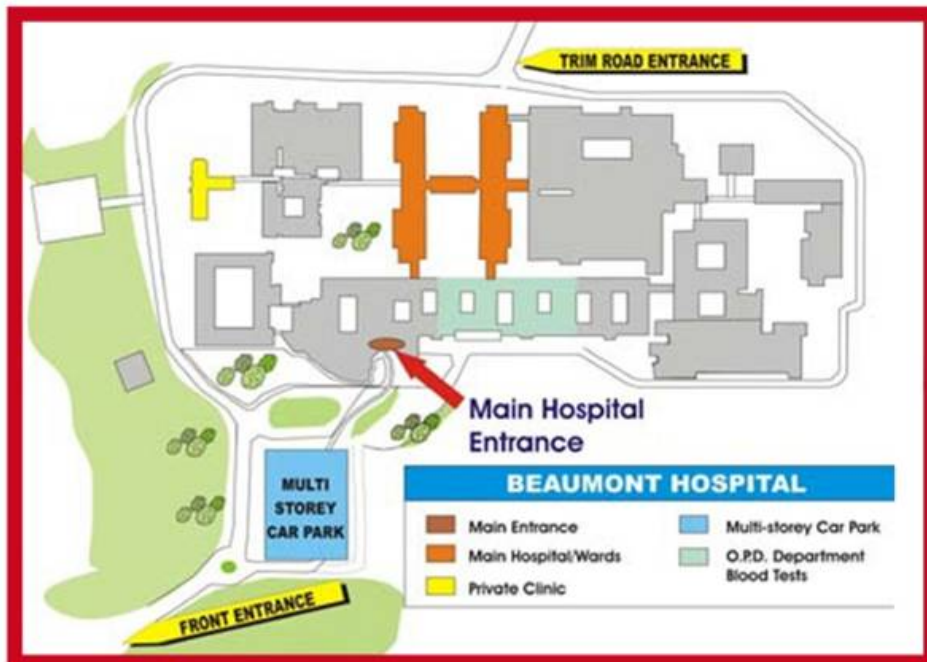 TRIM ROAD ENTRANCE
Main Hospital
Entrance
MULTI
STOREY
CAR PARK
BEAUMONT HOSPITAL
Main Entrance
Main Hospital/Wards
Private Clinic
Multi-storey Car Park
O.P.D. Department
Blood Tests
FRONT ENTRANCE